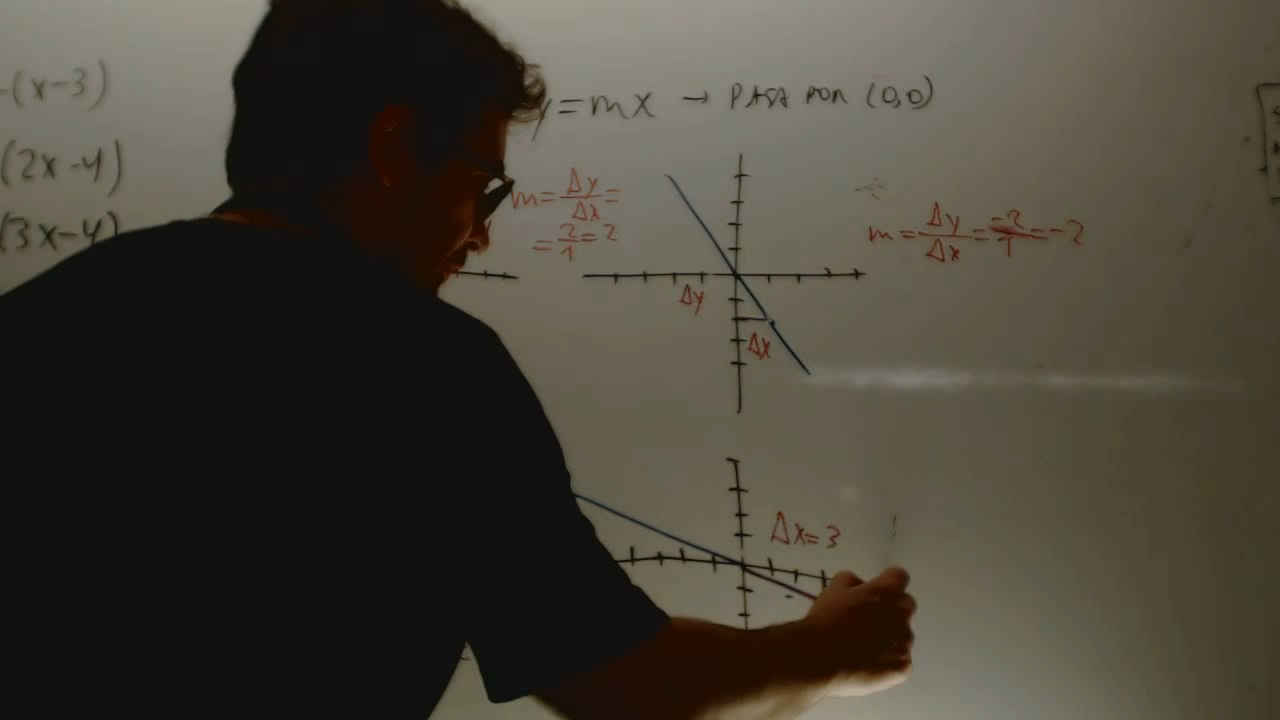 -(x-3)
(2x-4)
(3x-4)
y=mx → PASA POR (0,0)
m=Δy/Δx=
=2/1=2
Δy
Δx
m=Δy/Δx=-2/1=-2
Δx=3